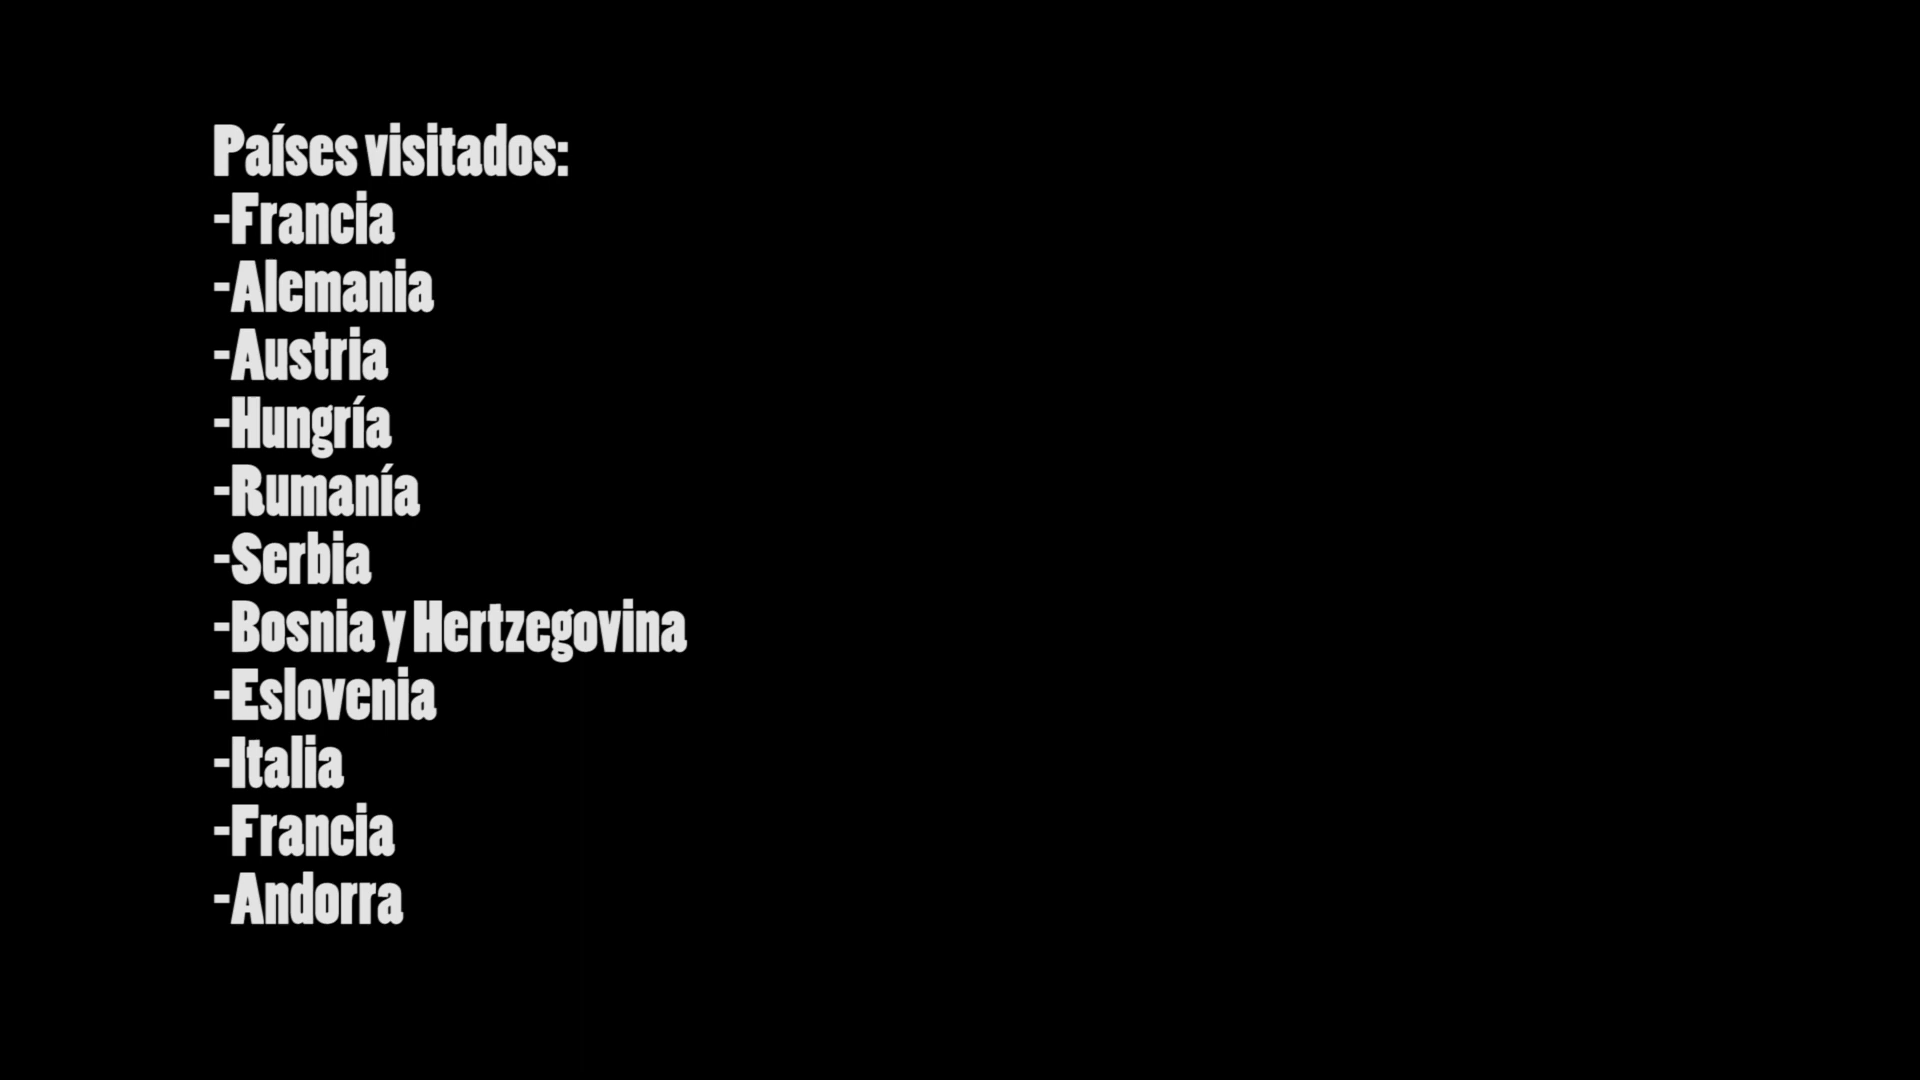 Países visitados:
-Francia
-Alemania
-Austria
-Hungría
-Rumanía
-Serbia
-Bosnia y Hertzegovina
-Eslovenia
-Italia
-Francia
-Andorra